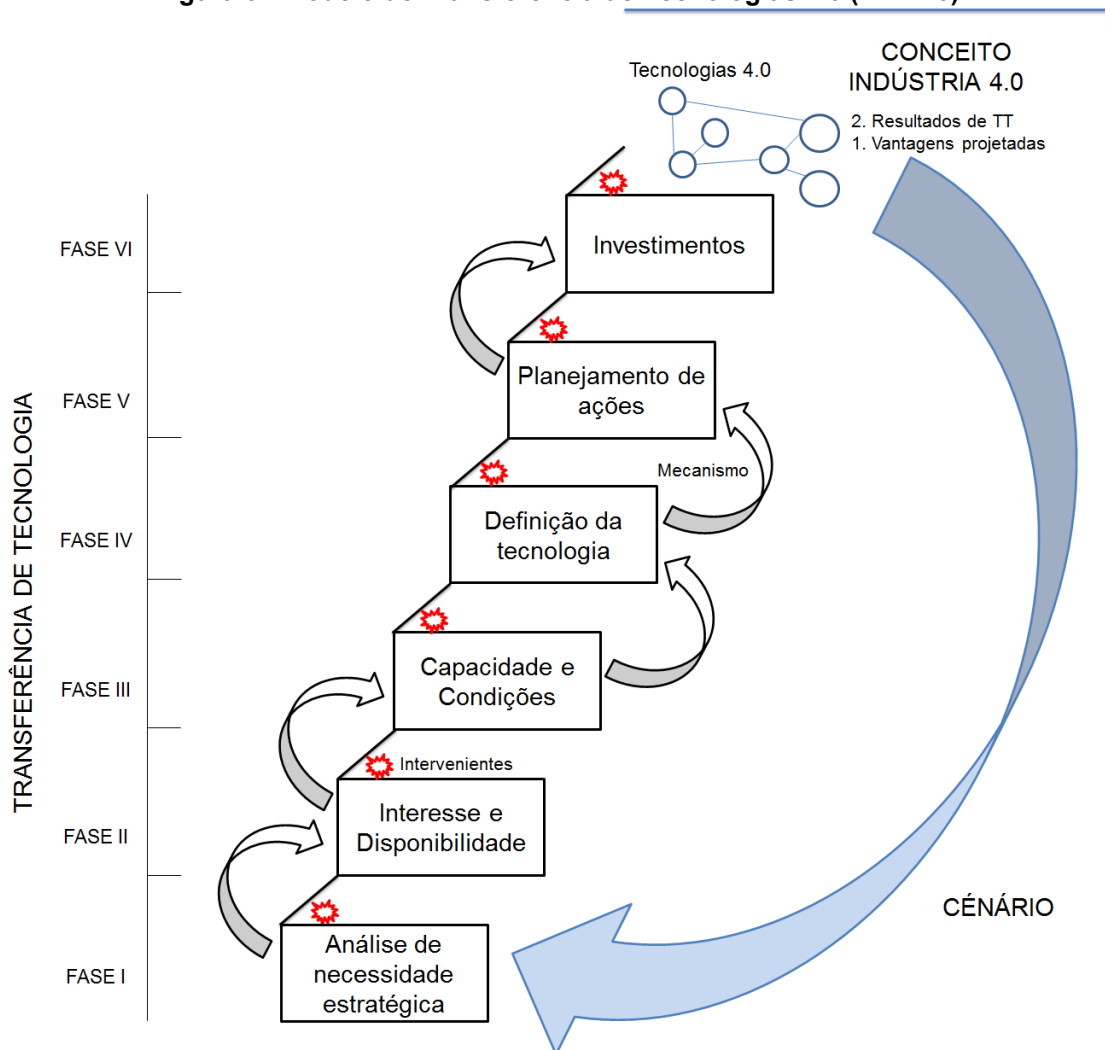 Tecnologias 4.0
CONCEITO
INDÚSTRIA 4.0
2. Resultados de TT
1. Vantagens projetadas
FASE VI
Investimentos
FASE V
Planejamento de
ações
Mecanismo
FASE IV
Definição da
tecnologia
TRANSFERÊNCIA DE TECNOLOGIA
FASE III
Capacidade e
Condições
Intervenientes
FASE II
Interesse e
Disponibilidade
CÉNÁRIO
FASE I
Análise de
necessidade
estratégica